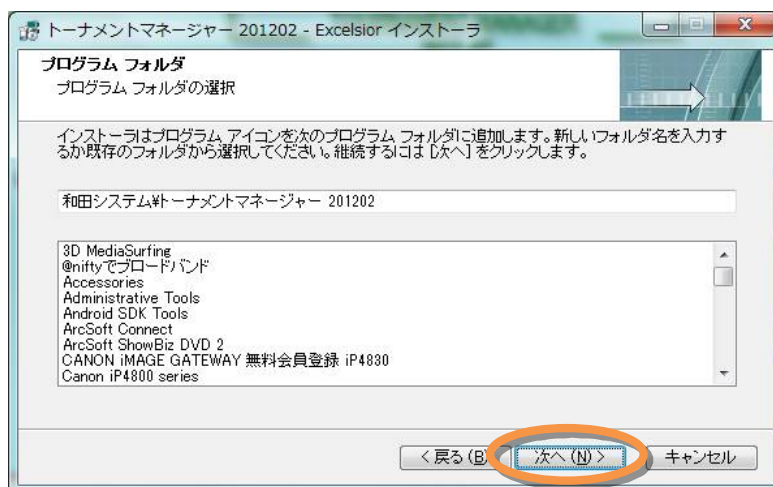 トーナメントマネージャー 201202 - Excelsior インストーラ
プログラム フォルダ
プログラム フォルダの選択
インストーラはプログラム アイコンを次のプログラム フォルダに追加します。新しいフォルダ名を入力す
るか既存のフォルダから選択してください。継続するには [次へ] をクリックします。
和田システム¥トーナメントマネージャー 201202
3D MediaSurfing
@niftyでブロードバンド
Accessories
Administrative Tools
Android SDK Tools
ArcSoft Connect
ArcSoft ShowBiz DVD 2
CANON iMAGE GATEWAY 無料会員登録 iP4830
Canon iP4800 series
< 戻る (B) 次へ (N) > キャンセル